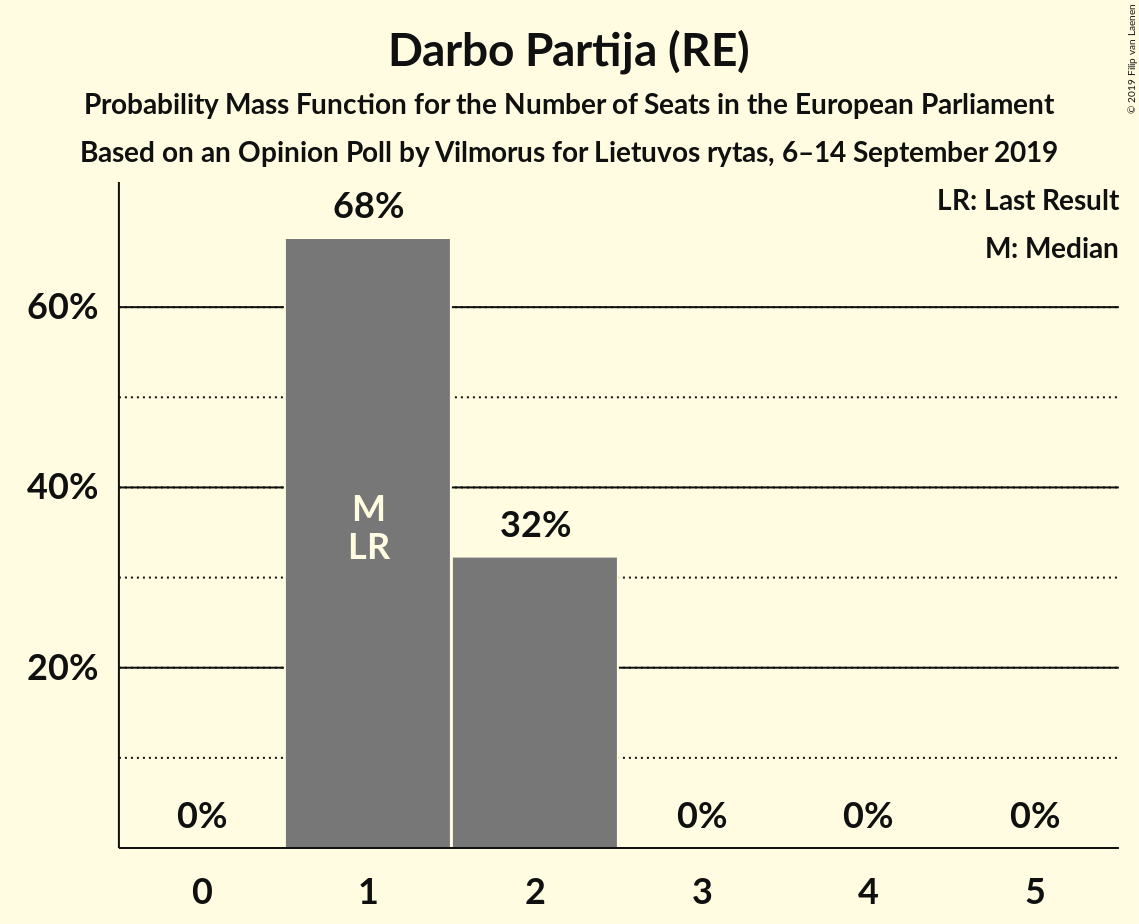 Darbo Partija (RE)
Probability Mass Function for the Number of Seats in the European Parliament
Based on an Opinion Poll by Vilmorus for Lietuvos rytas, 6–14 September 2019
© 2019 Filip van Laenen
LR: Last Result
M: Median
68%
60%
40%
M
LR
32%
20%
0%
0%
0%
0%
0
1
2
3
4
5